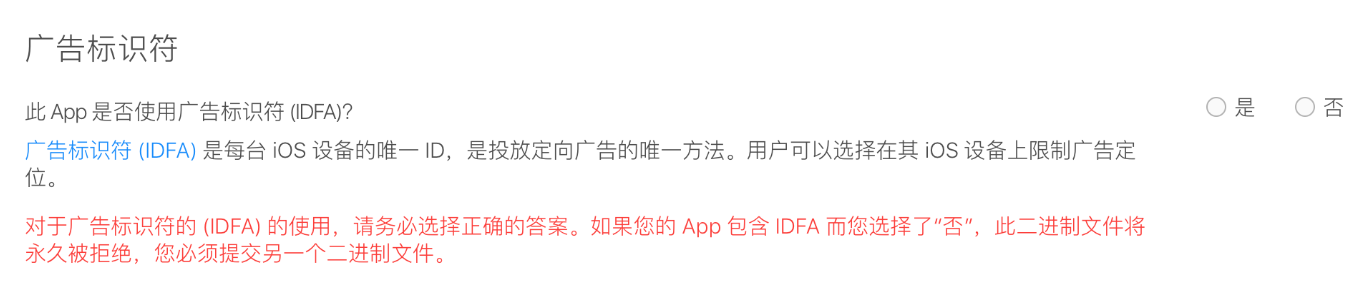 广告标识符
此 App 是否使用广告标识符 (IDFA)?
是
否
广告标识符 (IDFA) 是每台 iOS 设备的唯一 ID，是投放定向广告的唯一方法。用户可以选择在其 iOS 设备上限制广告定
位。
对于广告标识符的 (IDFA) 的使用，请务必选择正确的答案。如果您的 App 包含 IDFA 而您选择了“否”，此二进制文件将
永久被拒绝，您必须提交另一个二进制文件。